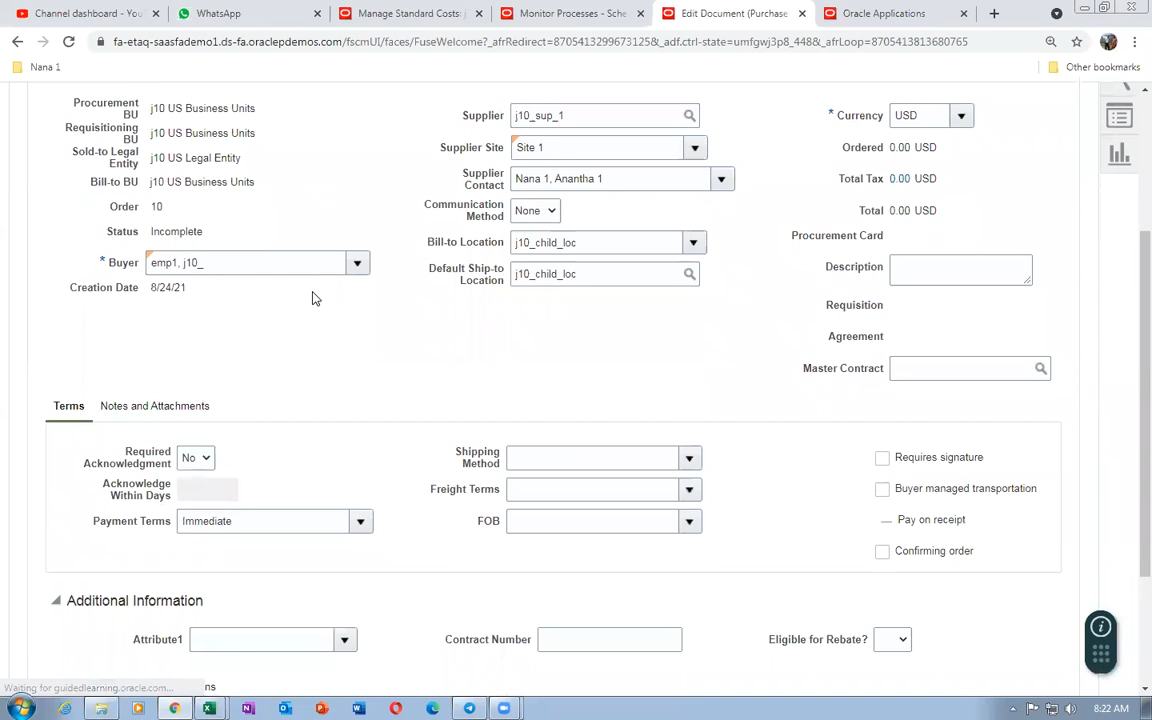 Channel dashboard - You
WhatsApp
Manage Standard Costs: j
Monitor Processes - Sche
Edit Document (Purchase
Oracle Applications
fa-etaq-saasfademo1.ds-fa.oraclepdemos.com/fscmUI/faces/FuseWelcome?_afrRedirect=8705413299673125&_adf.ctrl-state=umfgwj3p8_448&_afrLoop=8705413813680765
Nana 1
Other bookmarks
Procurement BU j10 US Business Units
Requisitioning BU j10 US Business Units
Sold-to Legal Entity j10 US Legal Entity
Bill-to BU j10 US Business Units
Order 10
Status Incomplete
* Buyer emp1, j10_
Creation Date 8/24/21
Supplier j10_sup_1
Supplier Site Site 1
Supplier Contact Nana 1, Anantha 1
Communication Method None
Bill-to Location j10_child_loc
Default Ship-to Location j10_child_loc
* Currency USD
Ordered 0.00 USD
Total Tax 0.00 USD
Total 0.00 USD
Procurement Card
Description
Requisition
Agreement
Master Contract
Terms Notes and Attachments
Required Acknowledgment No
Acknowledge Within Days
Payment Terms Immediate
Shipping Method
Freight Terms
FOB
Requires signature
Buyer managed transportation
Pay on receipt
Confirming order
Additional Information
Attribute1
Contract Number
Eligible for Rebate?
Waiting for guidedlearning.oracle.com...
8:22 AM